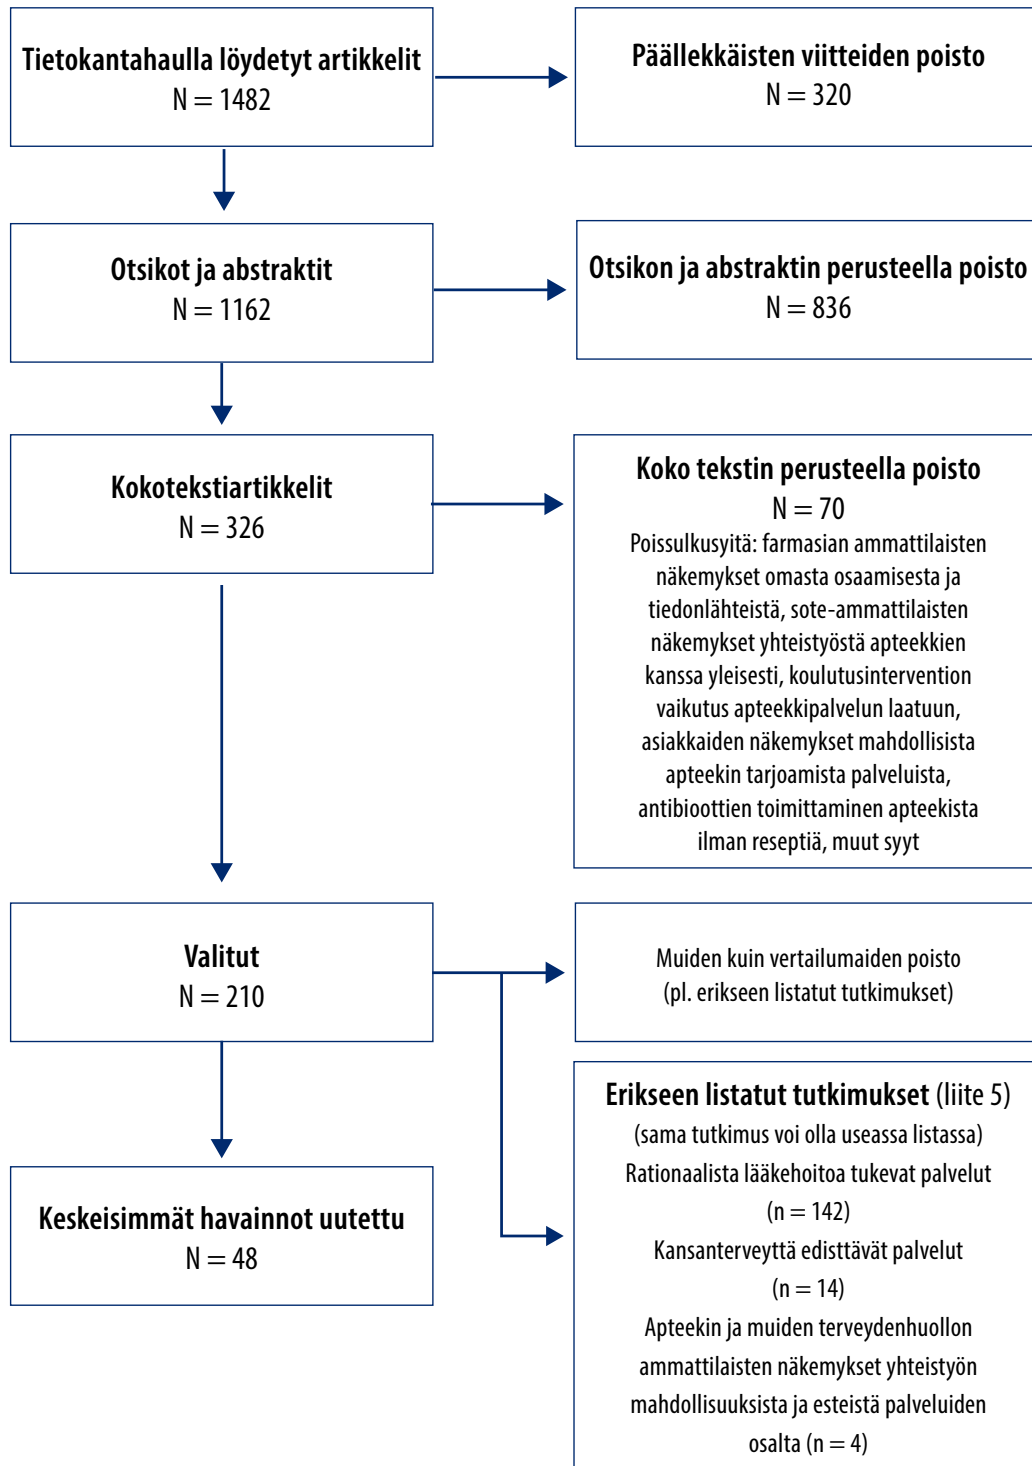 Tietokantahaulla löydetyt artikkelit
N = 1482
Päällekkäisten viitteiden poisto
N = 320
Otsikot ja abstraktit
N = 1162
Otsikon ja abstraktin perusteella poisto
N = 836
Kokotekstiartikkelit
N = 326
Koko tekstin perusteella poisto
N = 70
Poissulkusyitä: farmasian ammattilaisten
näkemykset omasta osaamisesta ja
tiedonlähteistä, sote-ammattilaisten
näkemykset yhteistyöstä apteekkien
kanssa yleisesti, koulutusintervention
vaikutus apteekkipalvelun laatuun,
asiakkaiden näkemykset mahdollisista
apteekin tarjoamista palveluista,
antibioottien toimittaminen apteekista
ilman reseptiä, muut syyt
Valitut
N = 210
Muiden kuin vertailumaiden poisto
(pl. erikseen listatut tutkimukset)
Keskeisimmät havainnot uutettu
N = 48
Erikseen listatut tutkimukset (liite 5)
(sama tutkimus voi olla useassa listassa)
Rationaalista lääkehoitoa tukevat palvelut
(n = 142)
Kansanterveyttä edistävät palvelut
(n = 14)
Apteekin ja muiden terveydenhuollon
ammattilaisten näkemykset yhteistyön
mahdollisuuksista ja esteistä palveluiden
osalta (n = 4)